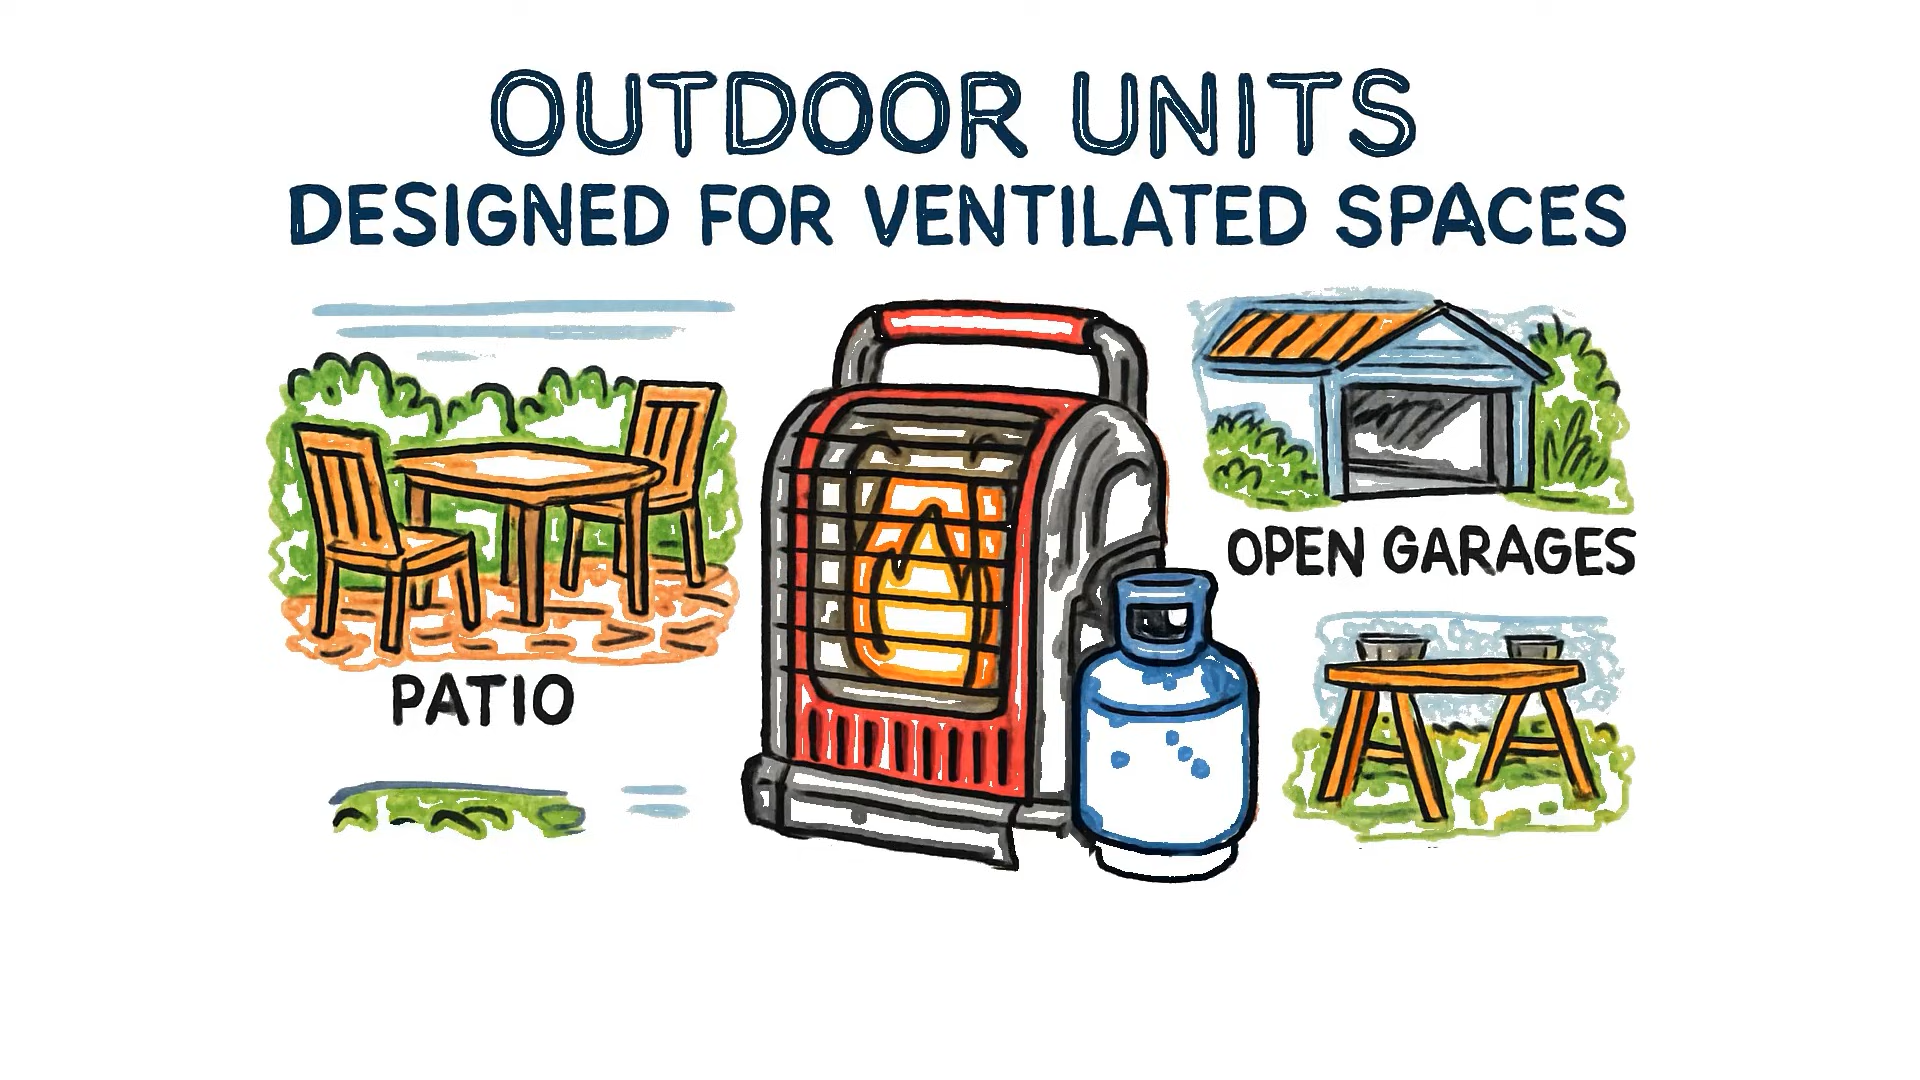 OUTDOOR UNITS
DESIGNED FOR VENTILATED SPACES
OPEN GARAGES
PATIO